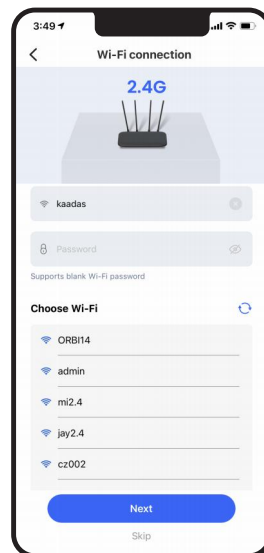 3:49
Wi-Fi connection
2.4G
kaadas
Password
Supports blank Wi-Fi password
Choose Wi-Fi
ORBI14
admin
mi2.4
jay2.4
cz002
Next
Skip